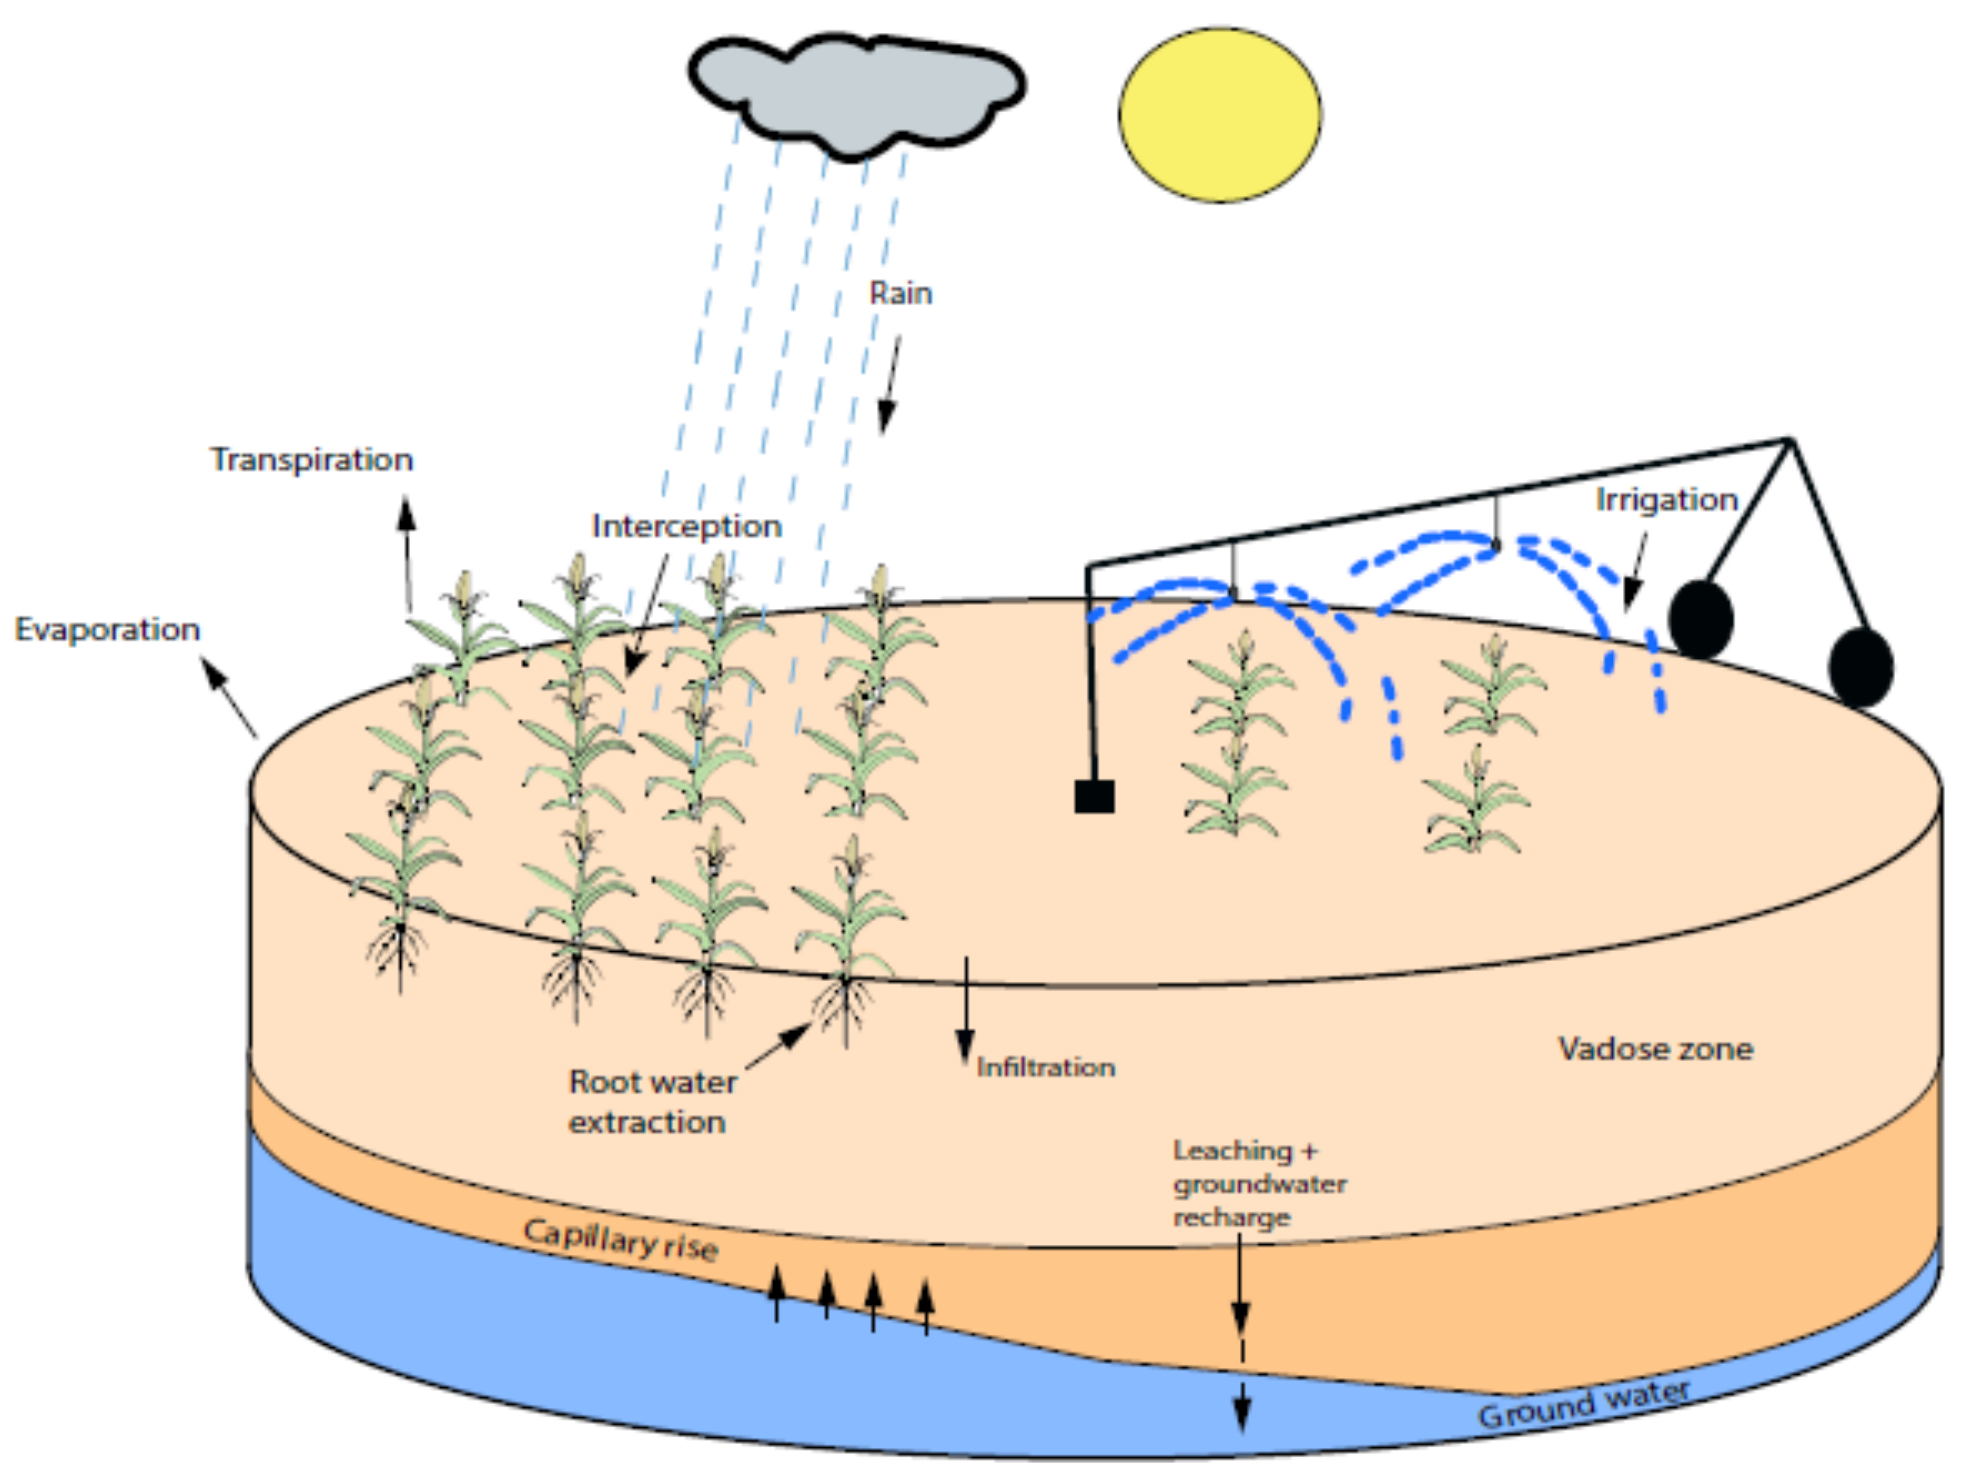 Rain
Transpiration
Irrigation
Interception
Evaporation
Vadose zone
Infiltration
Root water
extraction
Leaching +
groundwater
recharge
Capillary rise
Ground water